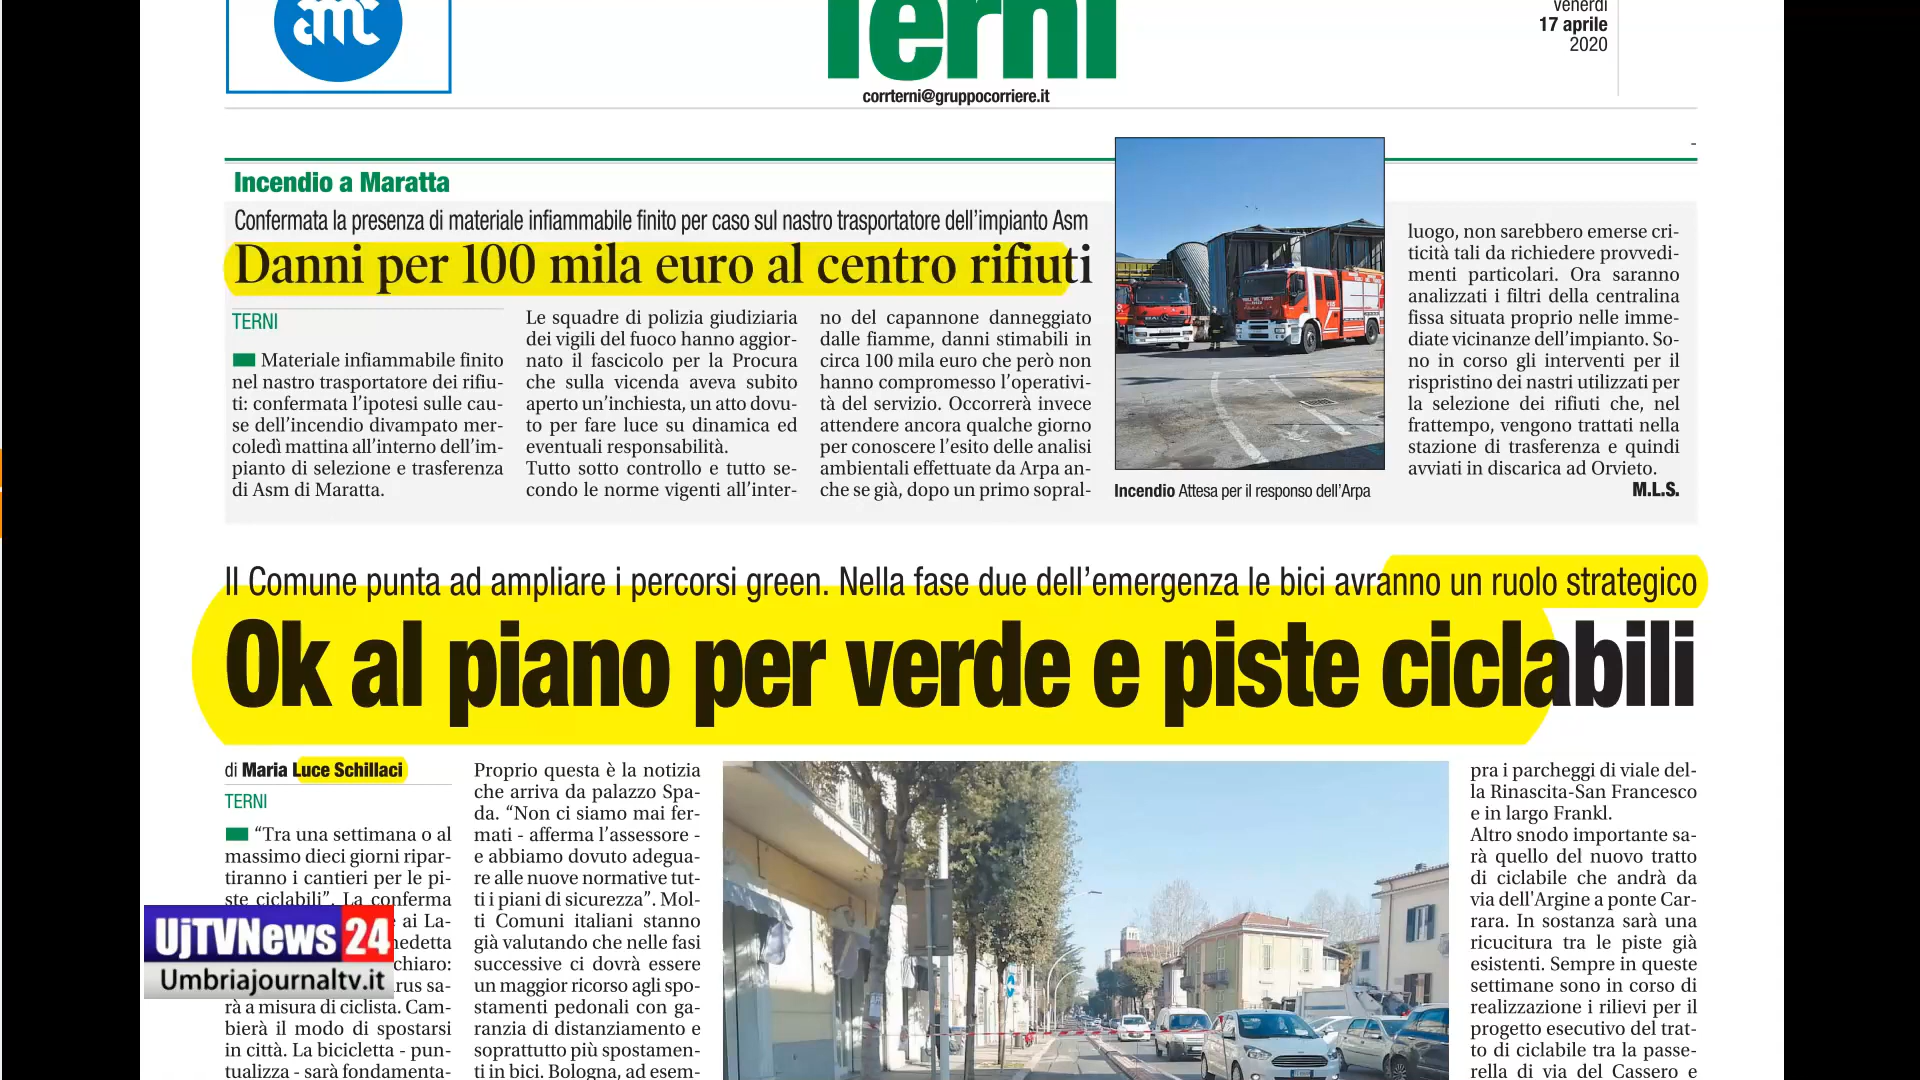 AMC
Terni
venerdì
17 aprile
2020
corrterni@gruppocorriere.it
-
Incendio a Maratta
Confermata la presenza di materiale infiammabile finito per caso sul nastro trasportatore dell'impianto Asm
Danni per 100 mila euro al centro rifiuti
TERNI
Materiale infiammabile finito
nel nastro trasportatore dei rifiu-
ti: confermata l'ipotesi sulle cau-
se dell'incendio divampato mer-
coledì mattina all'interno dell'im-
pianto di selezione e trasferenza
di Asm di Maratta.
Le squadre di polizia giudiziaria
dei vigili del fuoco hanno aggior-
nato il fascicolo per la Procura
che sulla vicenda aveva subito
aperto un'inchiesta, un atto dovu-
to per fare luce su dinamica ed
eventuali responsabilità.
Tutto sotto controllo e tutto se-
condo le norme vigenti all'inter-
no del capannone danneggiato
dalle fiamme, danni stimabili in
circa 100 mila euro che però non
hanno compromesso l'operativi-
tà del servizio. Occorrerà invece
attendere ancora qualche giorno
per conoscere l'esito delle analisi
ambientali effettuate da Arpa an-
che se già, dopo un primo sopral-
Incendio Attesa per il responso dell'Arpa
luogo, non sarebbero emerse cri-
ticità tali da richiedere provvedi-
menti particolari. Ora saranno
analizzati i filtri della centralina
fissa situata proprio nelle imme-
diate vicinanze dell'impianto. So-
no in corso gli interventi per il
rispristino dei nastri utilizzati per
la selezione dei rifiuti che, nel
frattempo, vengono trattati nella
stazione di trasferenza e quindi
avviati in discarica ad Orvieto.
M.L.S.
Il Comune punta ad ampliare i percorsi green. Nella fase due dell'emergenza le bici avranno un ruolo strategico
Ok al piano per verde e piste ciclabili
di Maria Luce Schillaci
TERNI
"Tra una settimana o al
massimo dieci giorni ripar-
tiranno i cantieri per le pi-
ste ciclabili". La conferma
ai La-
nedetta
chiaro:
rus sa-
rà a misura di ciclista. Cam-
bierà il modo di spostarsi
in città. La bicicletta - pun-
tualizza - sarà fondamenta-
UjTVNews 24
Umbriajournaltv.it
Proprio questa è la notizia
che arriva da palazzo Spa-
da. "Non ci siamo mai fer-
mati - afferma l'assessore -
e abbiamo dovuto adegua-
re alle nuove normative tut-
ti i piani di sicurezza". Mol-
ti Comuni italiani stanno
già valutando che nelle fasi
successive ci dovrà essere
un maggior ricorso agli spo-
stamenti pedonali con ga-
ranzia di distanziamento e
soprattutto più spostamen-
ti in bici. Bologna, ad esem-
pra i parcheggi di viale del-
la Rinascita-San Francesco
e in largo Frankl.
Altro snodo importante sa-
rà quello del nuovo tratto
di ciclabile che andrà da
via dell'Argine a ponte Car-
rara. In sostanza sarà una
ricucitura tra le piste già
esistenti. Sempre in queste
settimane sono in corso di
realizzazione i rilievi per il
progetto esecutivo del trat-
to di ciclabile tra la passe-
rella di via del Cassero e